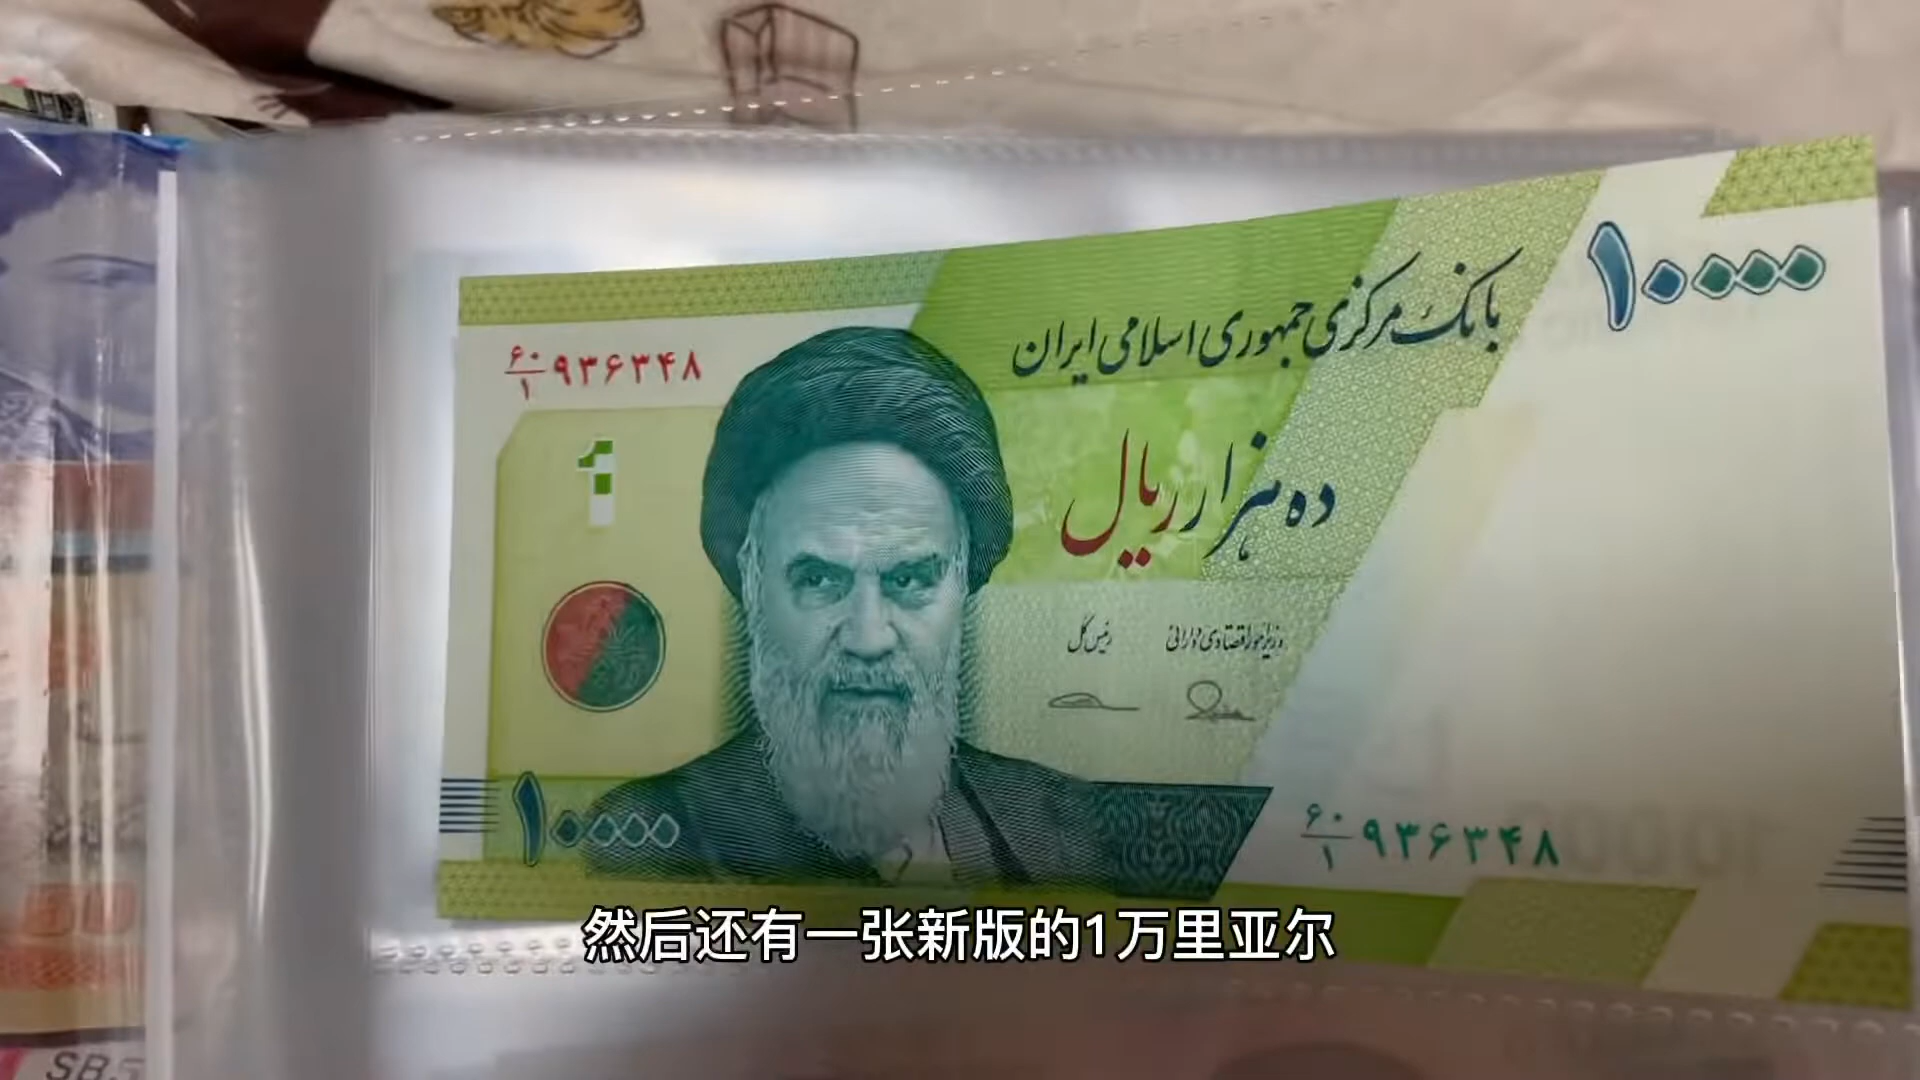 بانک مرکزی جمهوری اسلامی ایران
۱۰۰۰۰
۶۰/۱ ۹۳۶۳۴۸
1
ده هزار ریال
وزیر امور اقتصادی و دارائی
رئیس کل
۱۰۰۰۰
۶۰/۱ ۹۳۶۳۴۸
然后还有一张新版的1万里亚尔